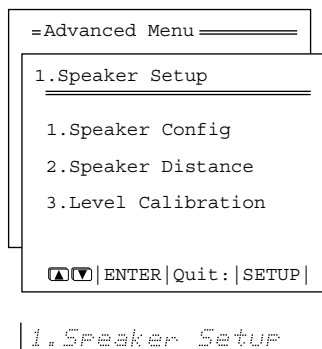 =Advanced Menu
1.Speaker Setup
1.Speaker Config
2.Speaker Distance
3.Level Calibration
▲▼|ENTER|Quit:|SETUP|
1.Speaker Setup